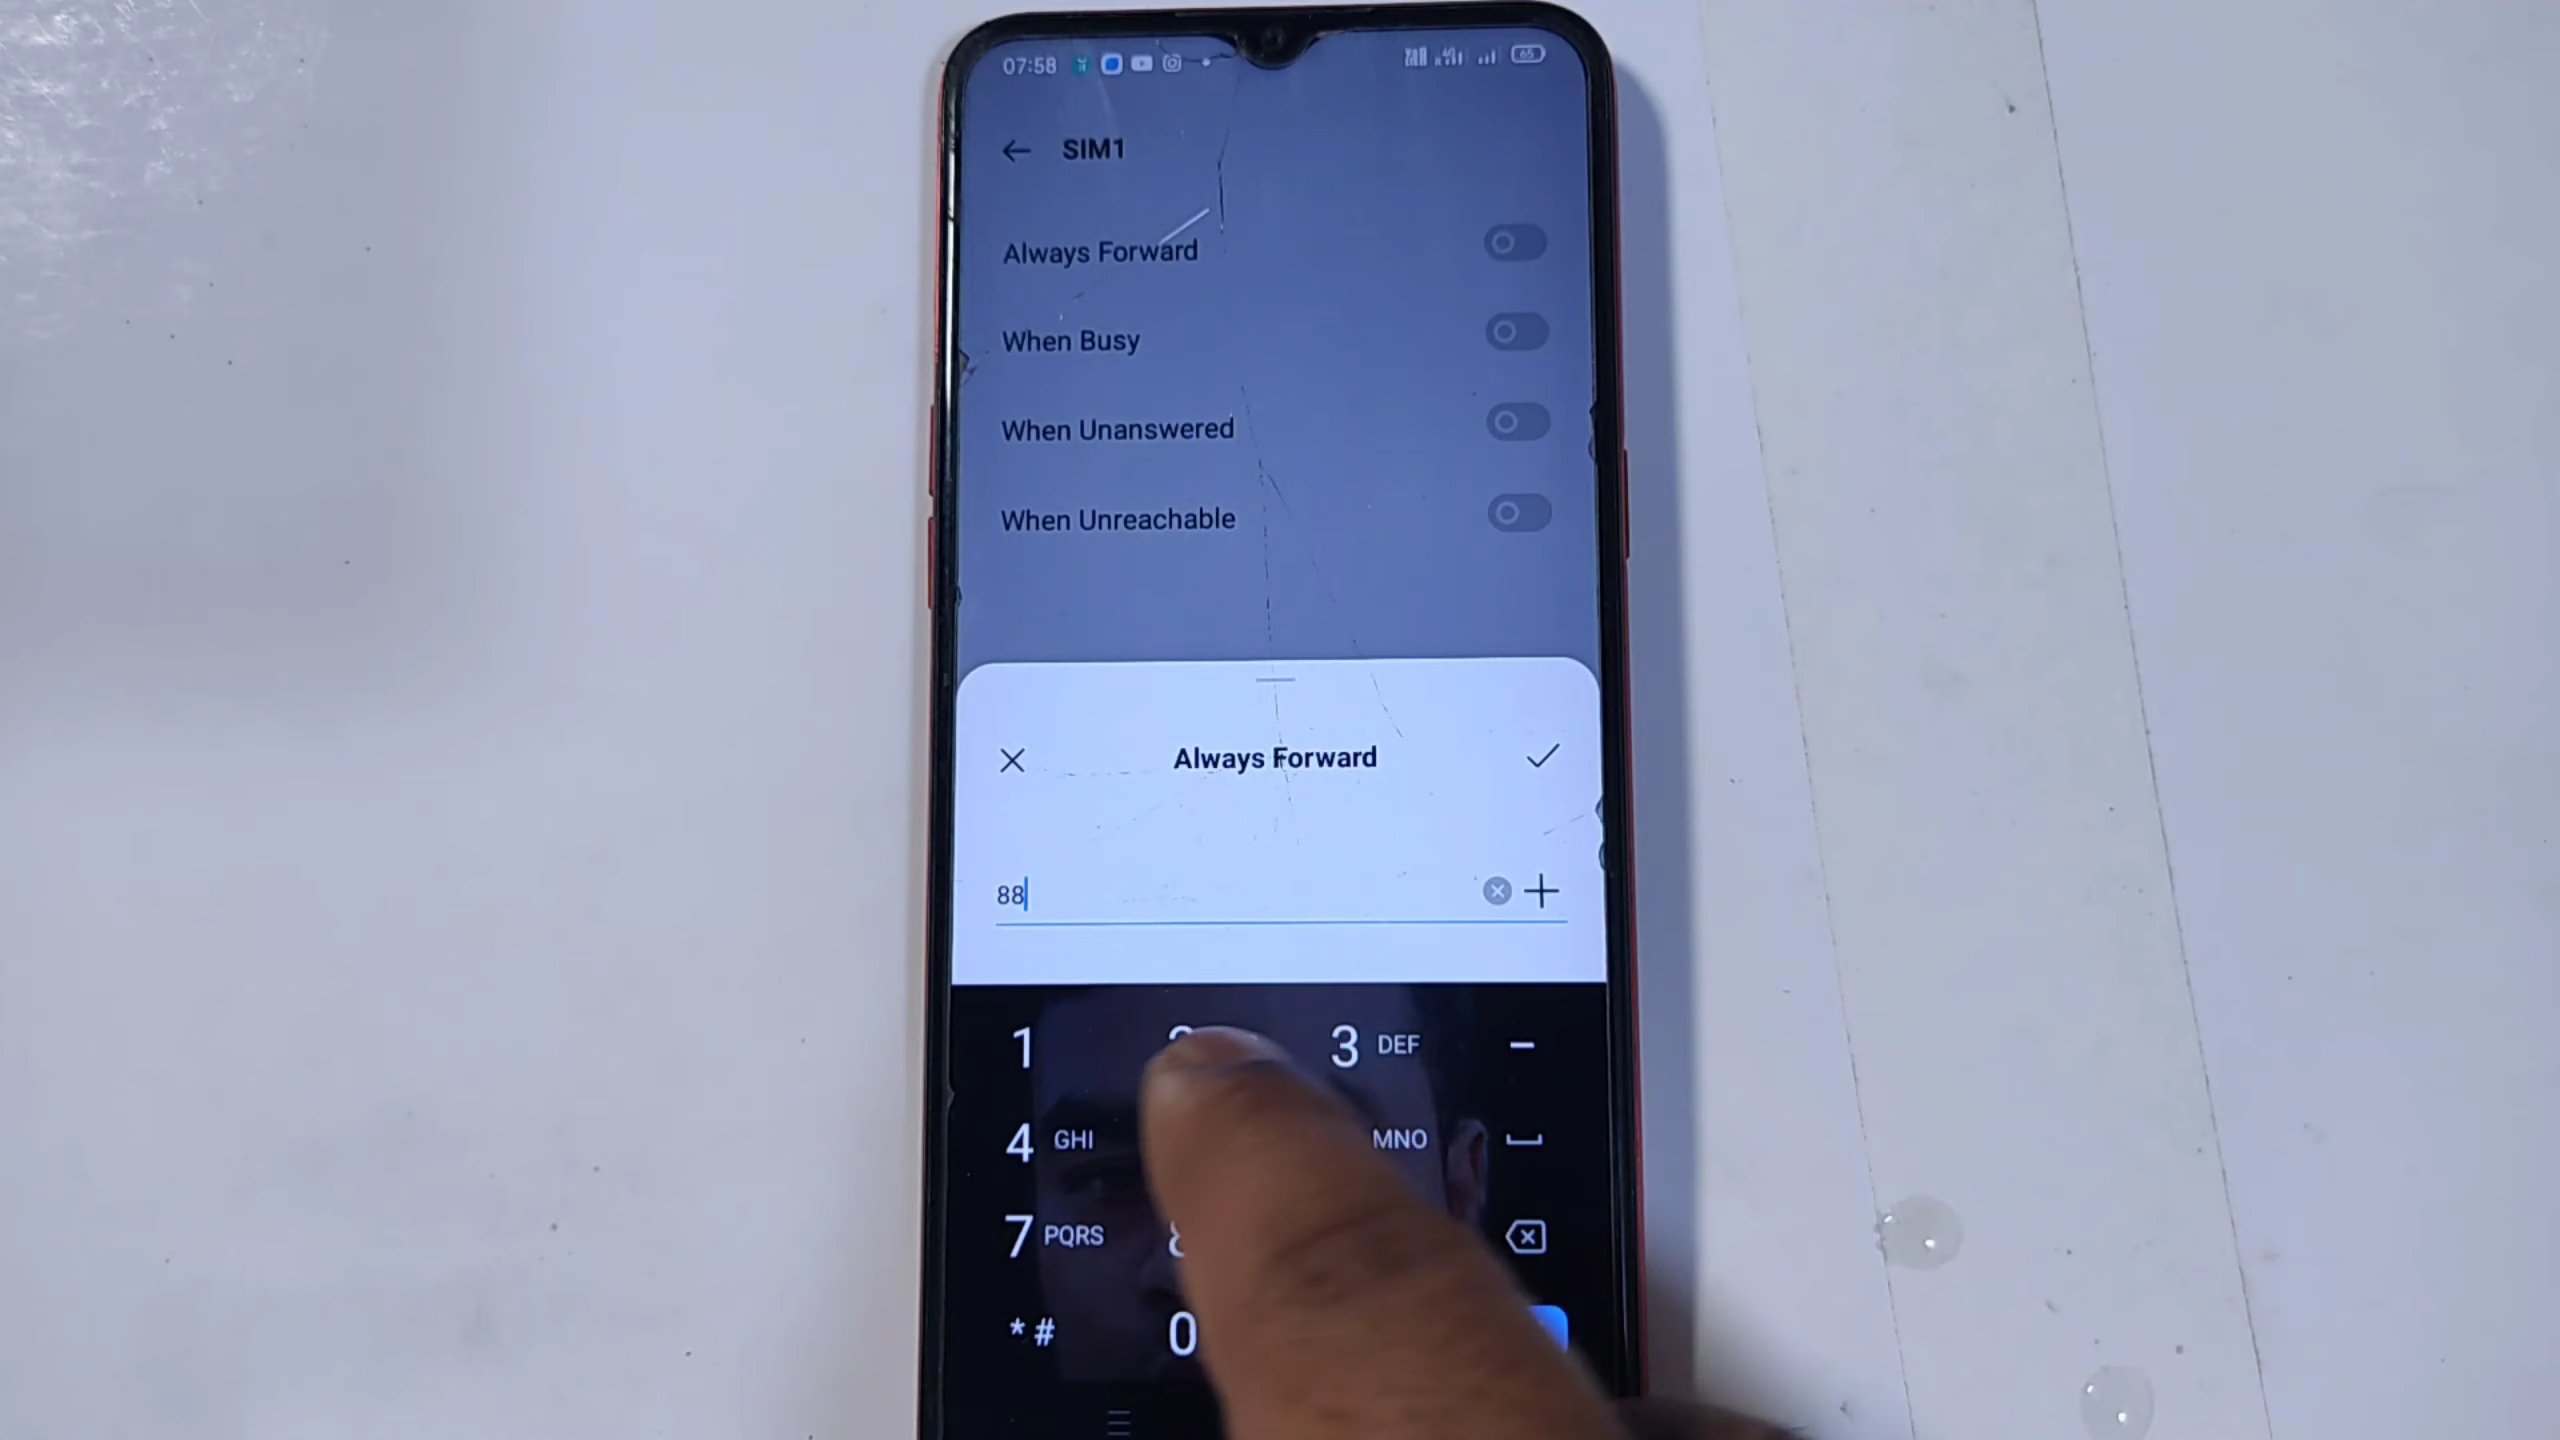 07:58 65
SIM1
Always Forward
When Busy
When Unanswered
When Unreachable
Always Forward
88
1 3 DEF
4 GHI MNO
7 PQRS
* # 0